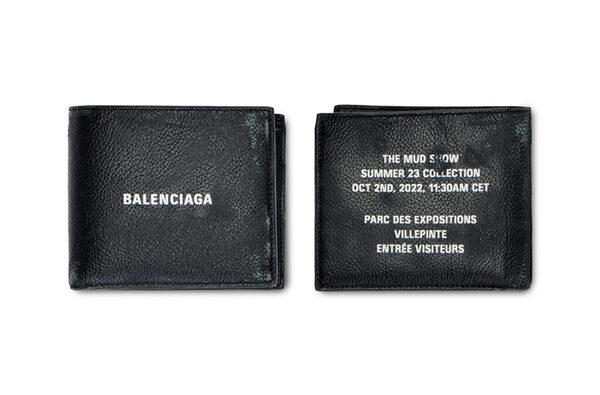 BALENCIAGA
THE MUD SHOW
SUMMER 23 COLLECTION
OCT 2ND, 2022, 11:30AM CET
PARC DES EXPOSITIONS
VILLEPINTE
ENTRÉE VISITEURS